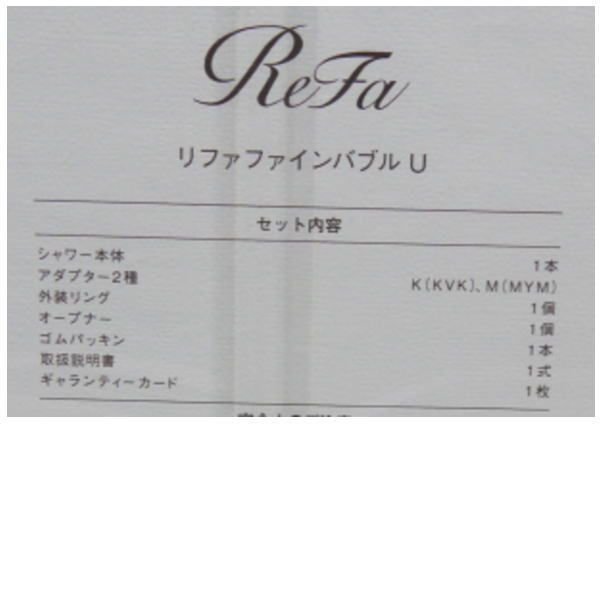 ReFa
リファファインバブル U
セット内容
シャワー本体 1本
アダプター2種 K(KVK)、M(MYM)
外装リング 1個
オープナー 1個
ゴムパッキン 1本
取扱説明書 1式
ギャランティーカード 1枚